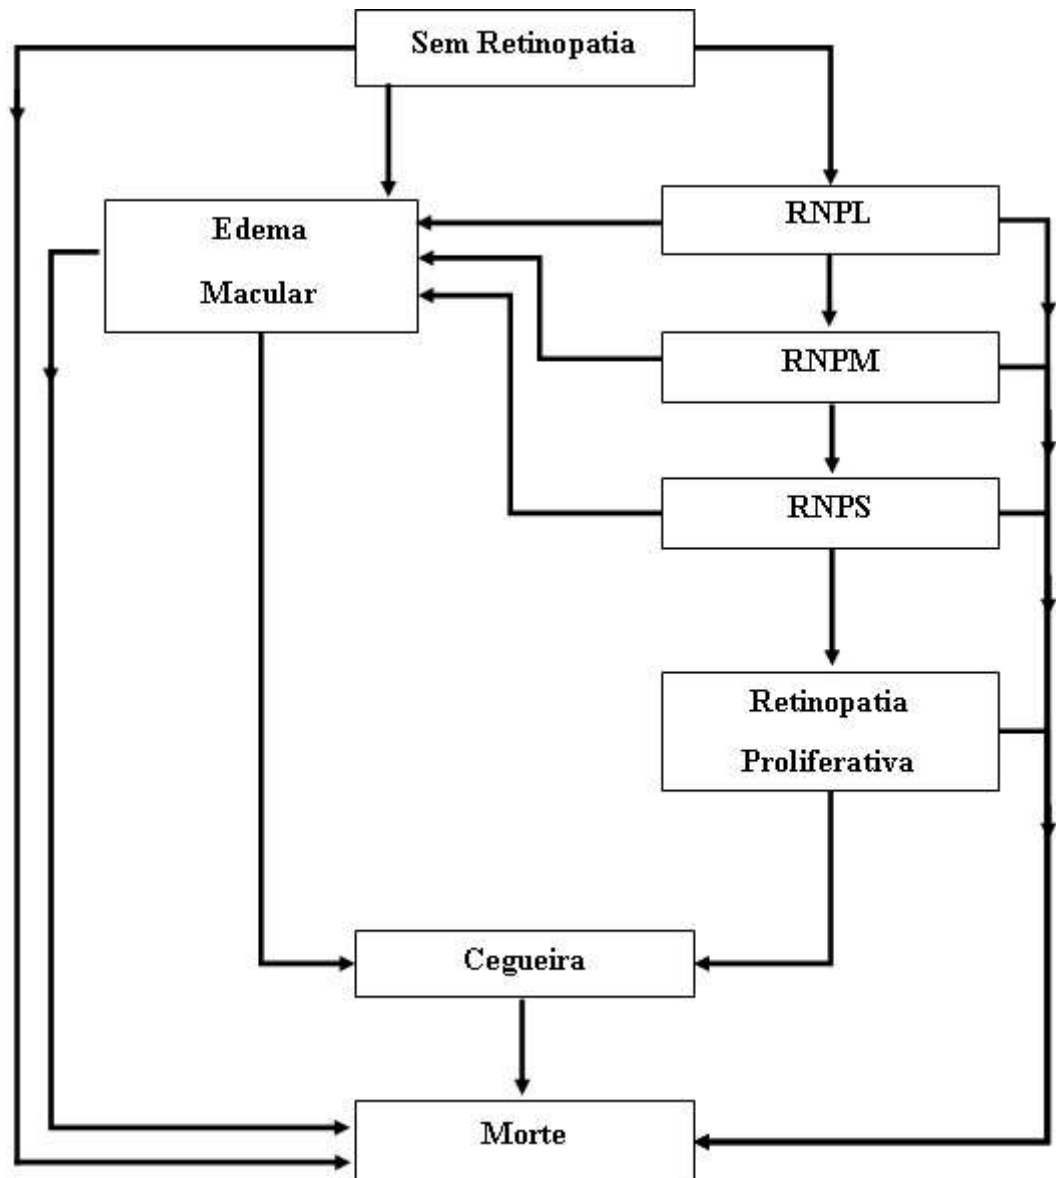 Sem Retinopatia
RNPL
Edema
Macular
RNPM
RNPS
Retinopatia
Proliferativa
Cegueira
Morte